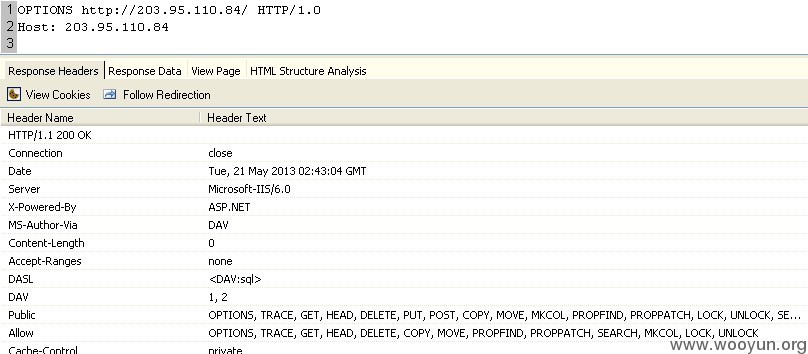 1 OPTIONS http://203.95.110.84/ HTTP/1.0
2 Host: 203.95.110.84
3
Response Headers Response Data View Page HTML Structure Analysis
View Cookies Follow Redirection
Header Name Header Text
HTTP/1.1 200 OK
Connection close
Date Tue, 21 May 2013 02:43:04 GMT
Server Microsoft-IIS/6.0
X-Powered-By ASP.NET
MS-Author-Via DAV
Content-Length 0
Accept-Ranges none
DASL <DAV:sql>
DAV 1, 2
Public OPTIONS, TRACE, GET, HEAD, DELETE, PUT, POST, COPY, MOVE, MKCOL, PROPFIND, PROPPATCH, LOCK, UNLOCK, SE...
Allow OPTIONS, TRACE, GET, HEAD, DELETE, COPY, MOVE, PROPFIND, PROPPATCH, SEARCH, MKCOL, LOCK, UNLOCK
www.wooyun.org
Cache-Control private